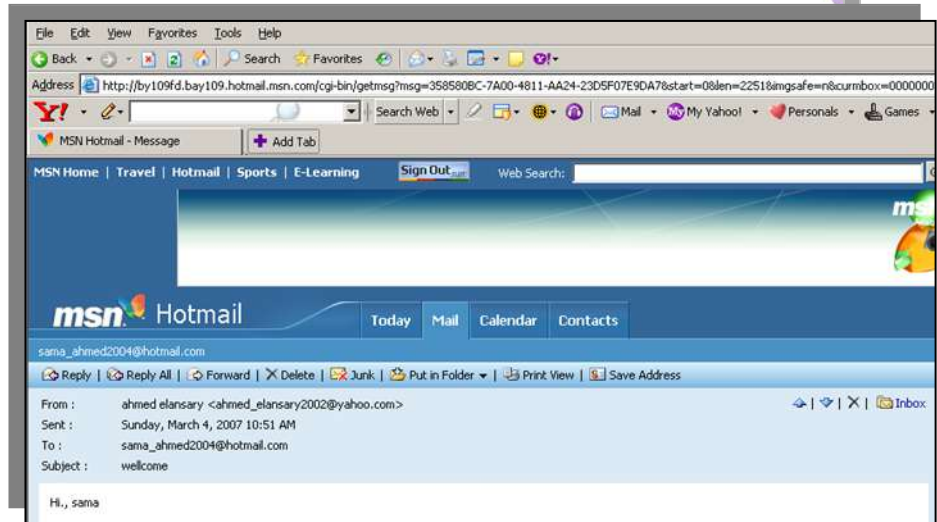 File Edit View Favorites Tools Help
Back Search Favorites
Address http://by109fd.bay109.hotmail.msn.com/cgi-bin/getmsg?msg=358580BC-7A00-4811-AA24-23D5F07E9DA7&start=0&len=2251&imgsafe=n&curmbox=0000000
Y! Search Web Mail My Yahoo! Personals Games
MSN Hotmail - Message Add Tab
MSN Home | Travel | Hotmail | Sports | E-Learning Sign Out Web Search:
msn
msn Hotmail Today Mail Calendar Contacts
sama_ahmed2004@hotmail.com
Reply | Reply All | Forward | Delete | Junk | Put in Folder | Print View | Save Address
From : ahmed elansary <ahmed_elansary2002@yahoo.com> Inbox
Sent : Sunday, March 4, 2007 10:51 AM
To : sama_ahmed2004@hotmail.com
Subject : wellcome
Hi., sama